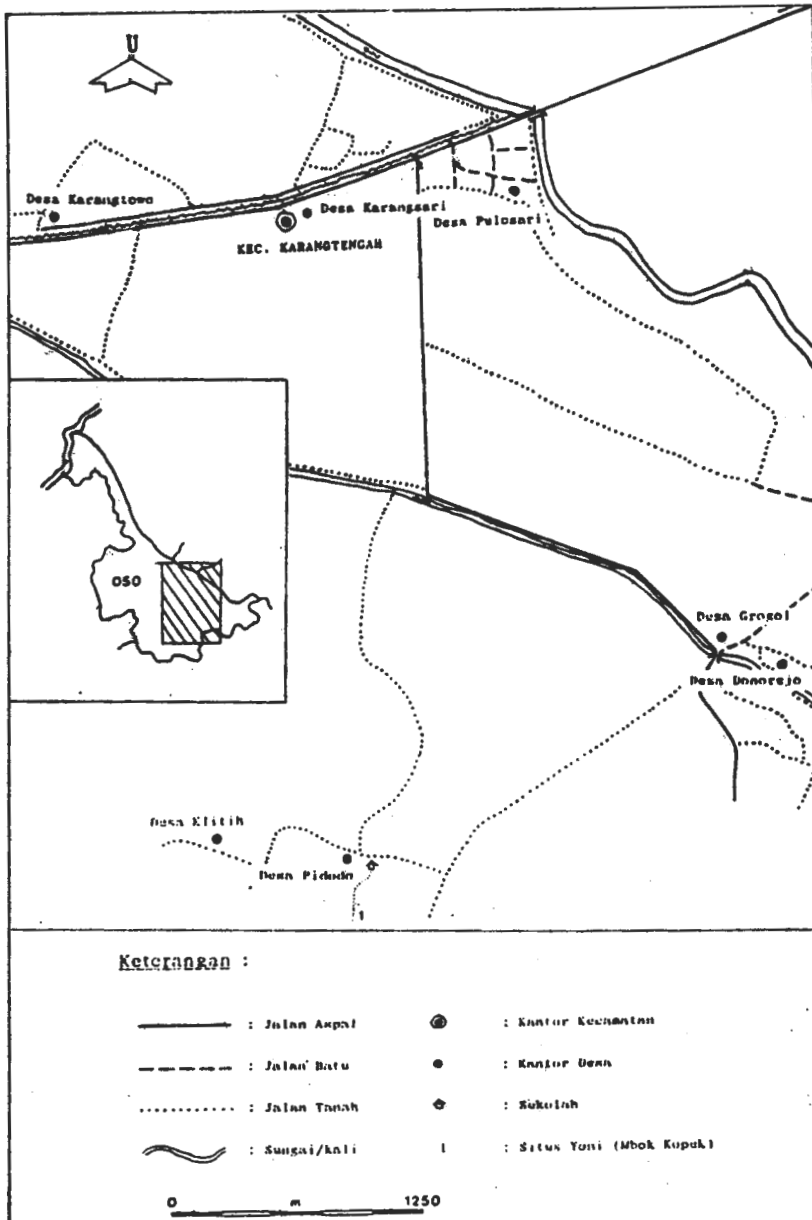 U
Desa Karangtowo
Desa Karangsari
KEC. KARANGTENGAH
Desa Pulosari
OSO
Desa Grogol
Desa Donorejo
Desa Klitih
Desa Pidodo
1
Keterangan :
: Jalan Aspal
: Kantor Kecamatan
: Jalan Batu
: Kantor Desa
: Jalan Tanah
: Sekolah
: Sungai/kali
1 : Situs Yoni (Mbok Kopek)
0 m 1250